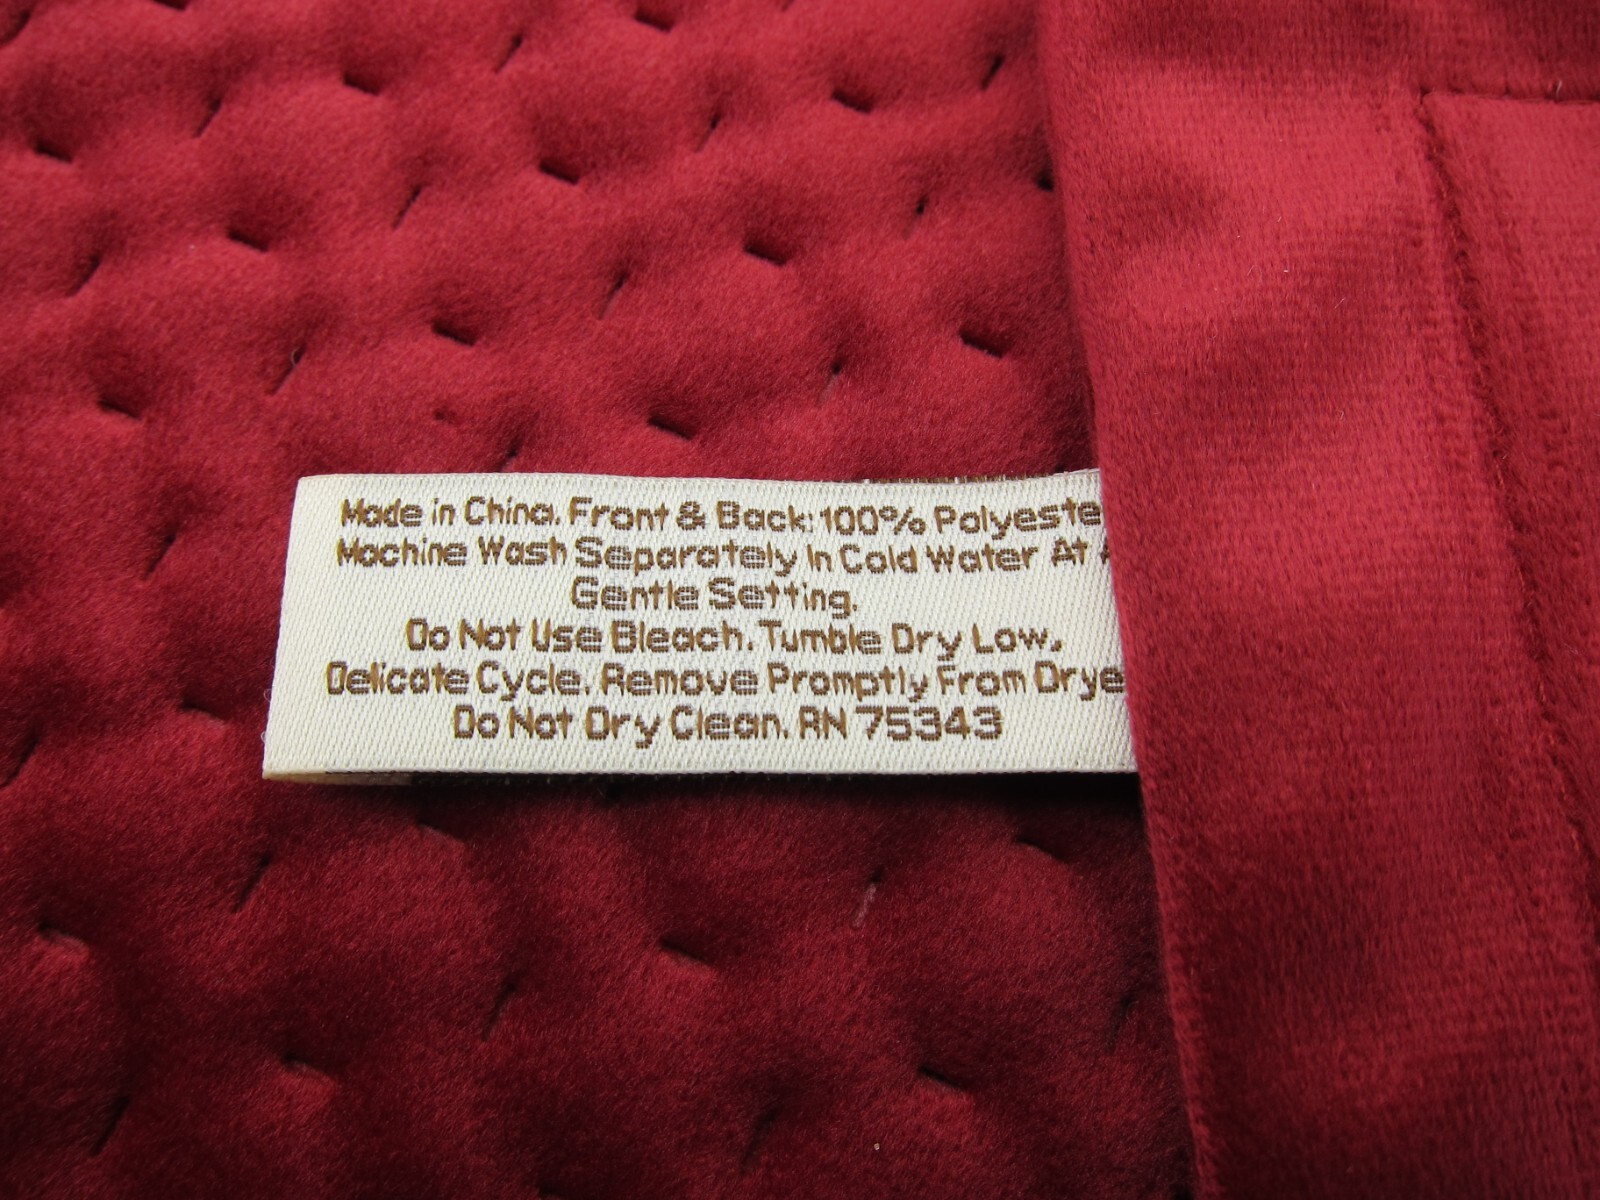 Made in China. Front & Back: 100% Polyeste
Machine Wash Separately In Cold Water At
Gentle Setting.
Do Not Use Bleach. Tumble Dry Low,
Delicate Cycle. Remove Promptly From Drye
Do Not Dry Clean. RN 75343